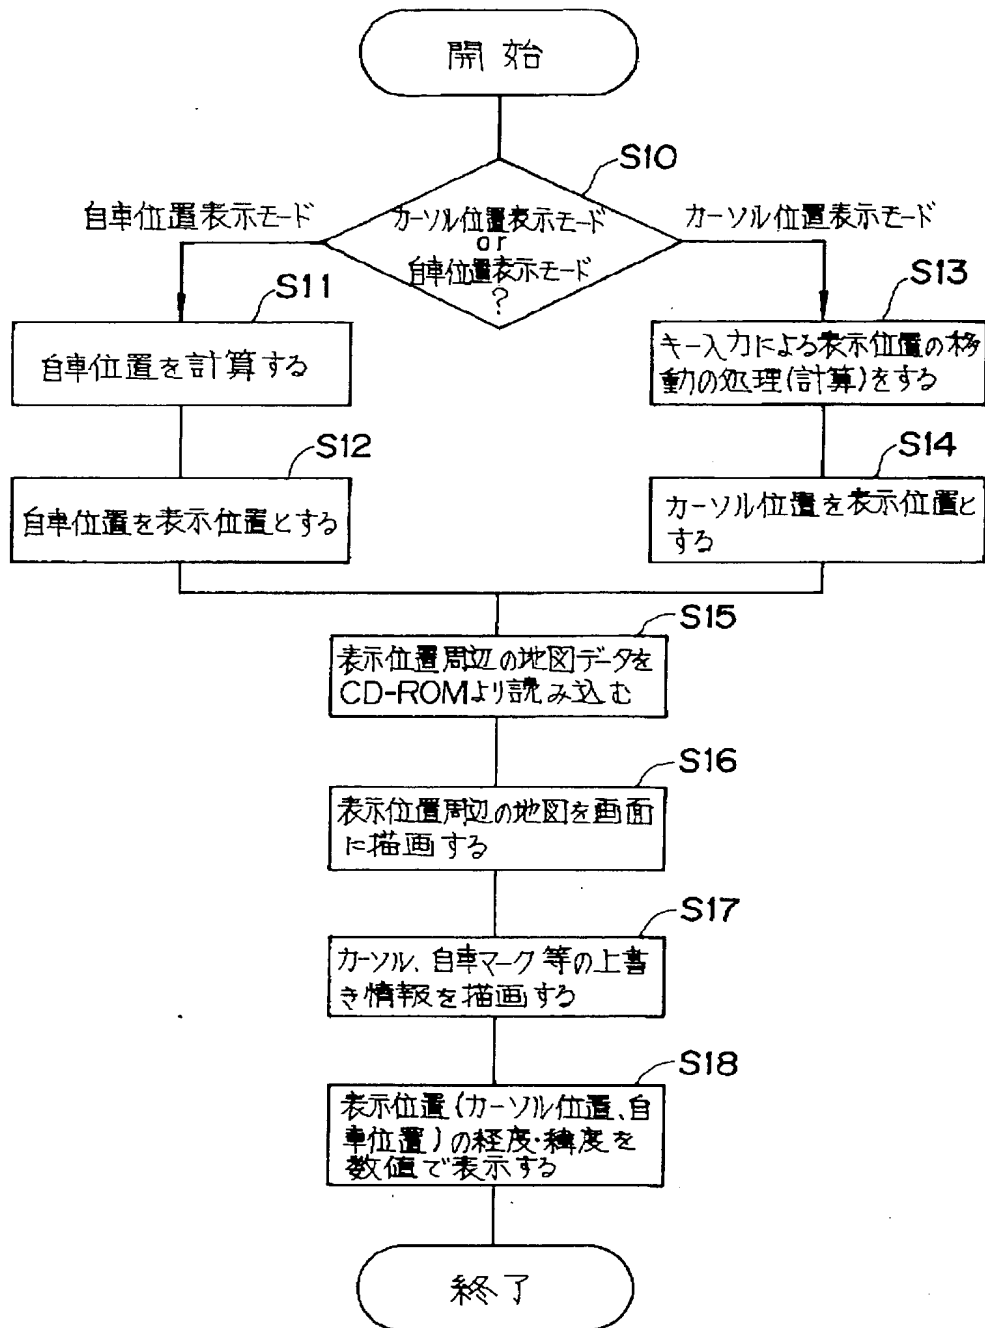 開始
S10
自車位置表示モード
カーソル位置表示モード
or
自車位置表示モード
?
カーソル位置表示モード
S11
自車位置を計算する
S13
キー入力による表示位置の移
動の処理(計算)をする
S12
自車位置を表示位置とする
S14
カーソル位置を表示位置と
する
S15
表示位置周辺の地図データを
CD-ROMより読み込む
S16
表示位置周辺の地図を画面
に描画する
S17
カーソル、自車マーク等の上書
き情報を描画する
S18
表示位置(カーソル位置、自
車位置)の経度・緯度を
数値で表示する
終了